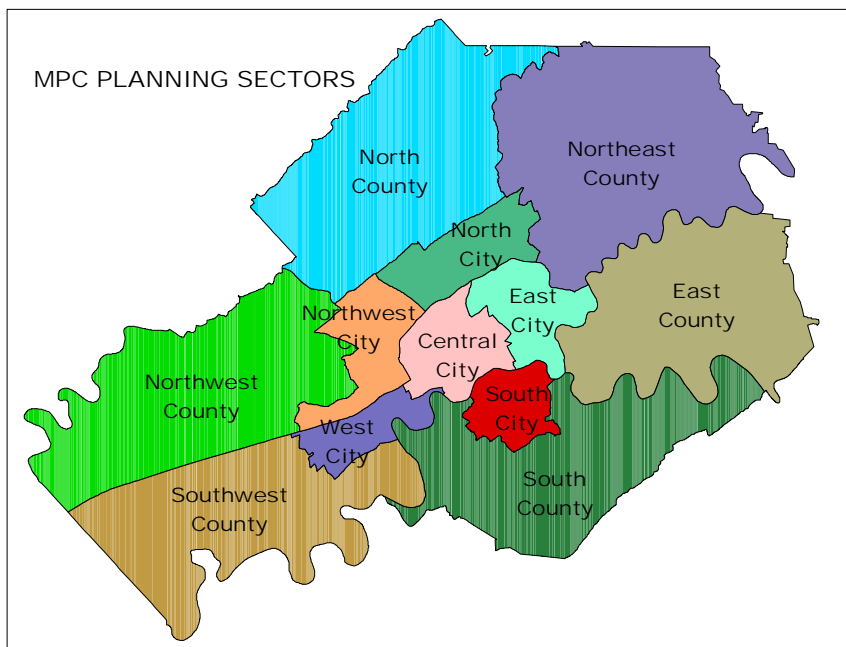 MPC PLANNING SECTORS
North
County
Northeast
County
North
City
East
City
East
County
Northwest
City
Central
City
Northwest
County
South
City
West
City
Southwest
County
South
County